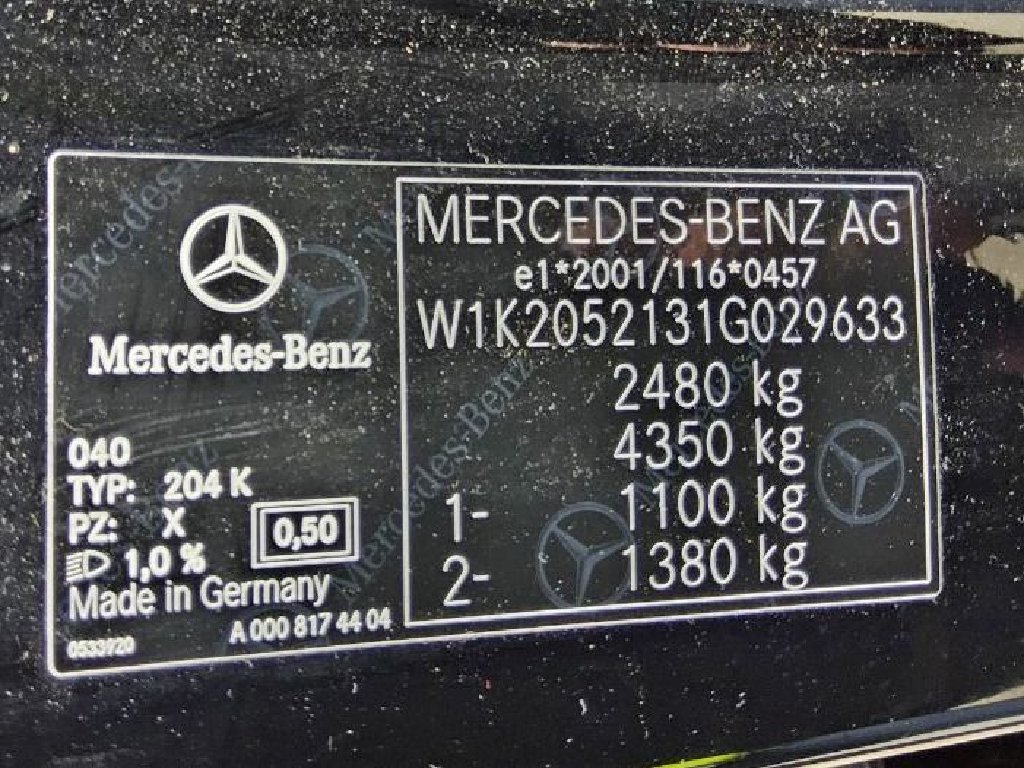 Mercedes-Benz
040
TYP: 204 K
PZ: X
1,0 %
0,50
Made in Germany
A 000 817 44 04
MERCEDES-BENZ AG
e1*2001/116*0457
W1K2052131G029633
2480 kg
4350 kg
1- 1100 kg
2- 1380 kg